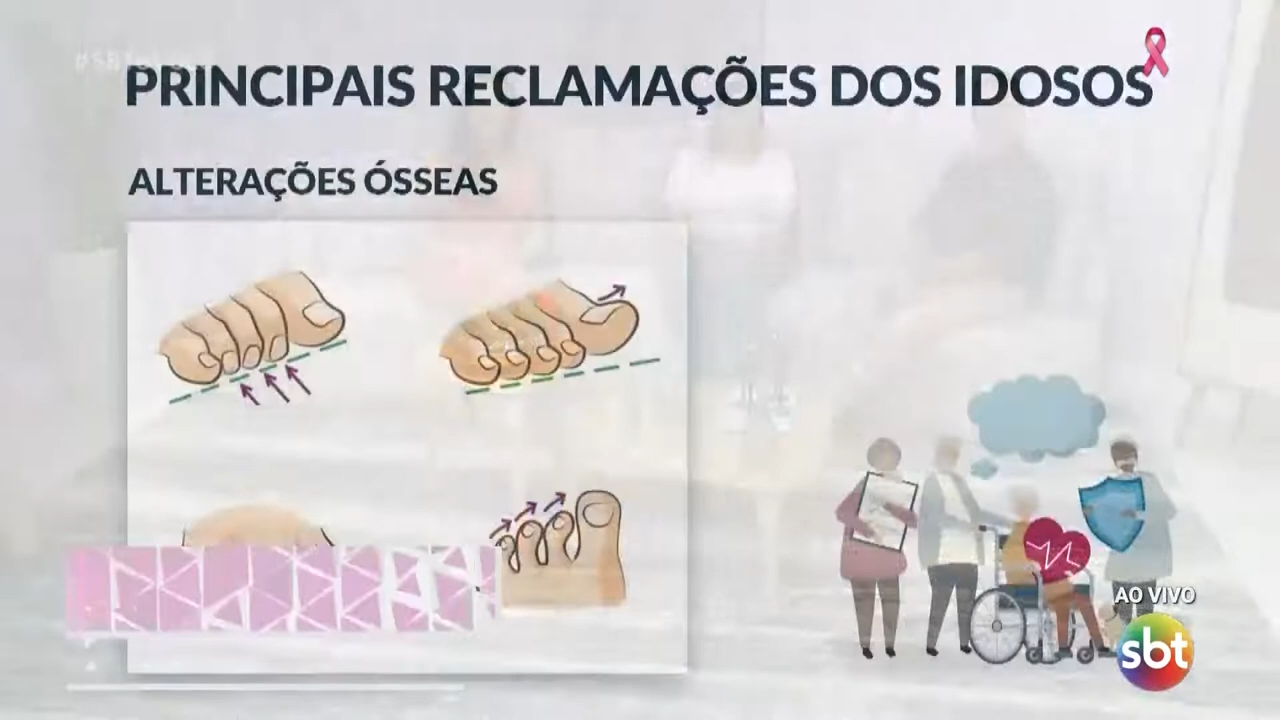 PRINCIPAIS RECLAMAÇÕES DOS IDOSOS
ALTERAÇÕES ÓSSEAS
AO VIVO
sbt